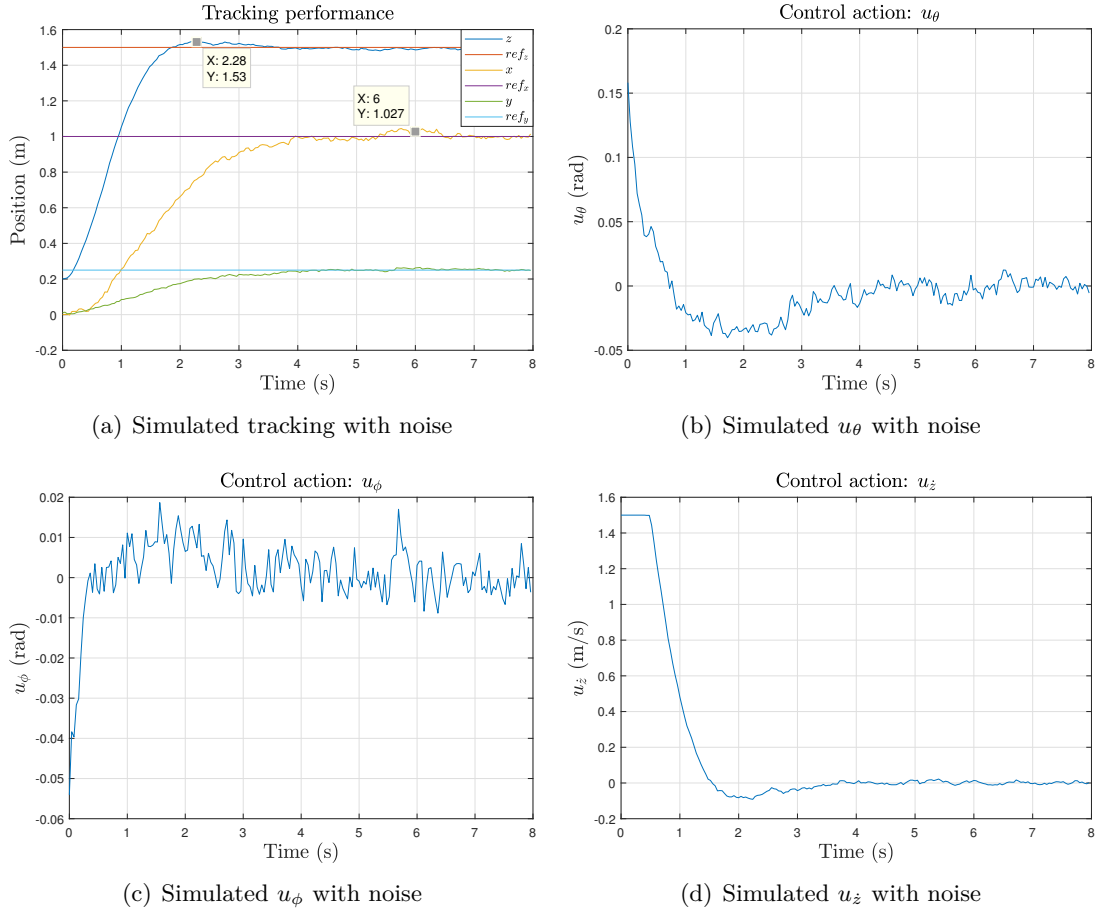 Tracking performance
1.6
1.4
1.2
1
0.8
0.6
0.4
0.2
0
-0.2
Position (m)
X: 2.28
Y: 1.53
X: 6
Y: 1.027
z
ref_z
x
ref_x
y
ref_y
0 1 2 3 4 5 6 7 8
Time (s)
(a) Simulated tracking with noise
Control action: u_θ
0.2
0.15
0.1
0.05
0
-0.05
u_θ (rad)
0 1 2 3 4 5 6 7 8
Time (s)
(b) Simulated u_θ with noise
Control action: u_ϕ
0.02
0.01
0
-0.01
-0.02
-0.03
-0.04
-0.05
-0.06
u_ϕ (rad)
0 1 2 3 4 5 6 7 8
Time (s)
(c) Simulated u_ϕ with noise
Control action: u_ż
1.6
1.4
1.2
1
0.8
0.6
0.4
0.2
0
-0.2
u_ż (m/s)
0 1 2 3 4 5 6 7 8
Time (s)
(d) Simulated u_ż with noise